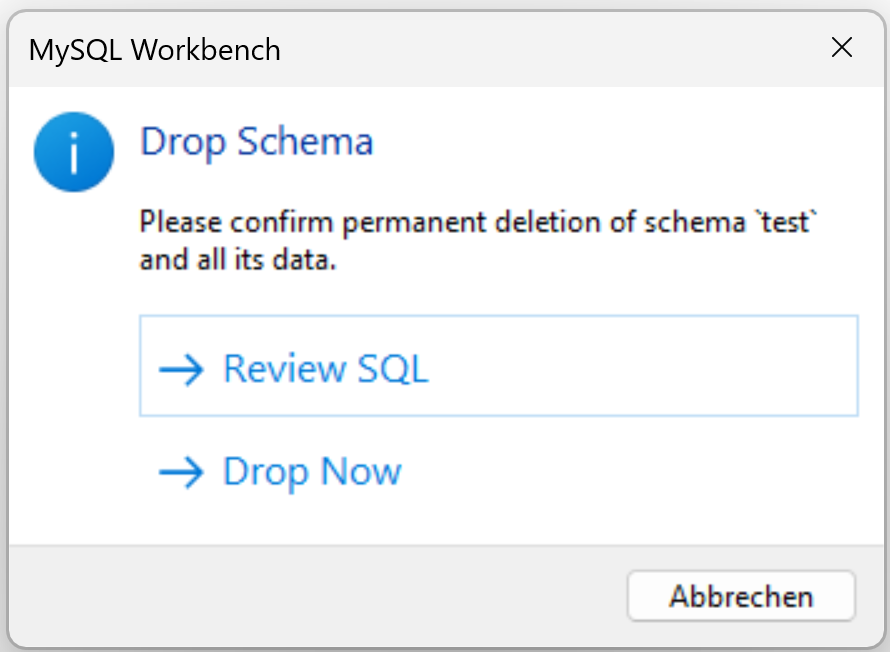 MySQL Workbench
Drop Schema
Please confirm permanent deletion of schema `test`
and all its data.
Review SQL
Drop Now
Abbrechen